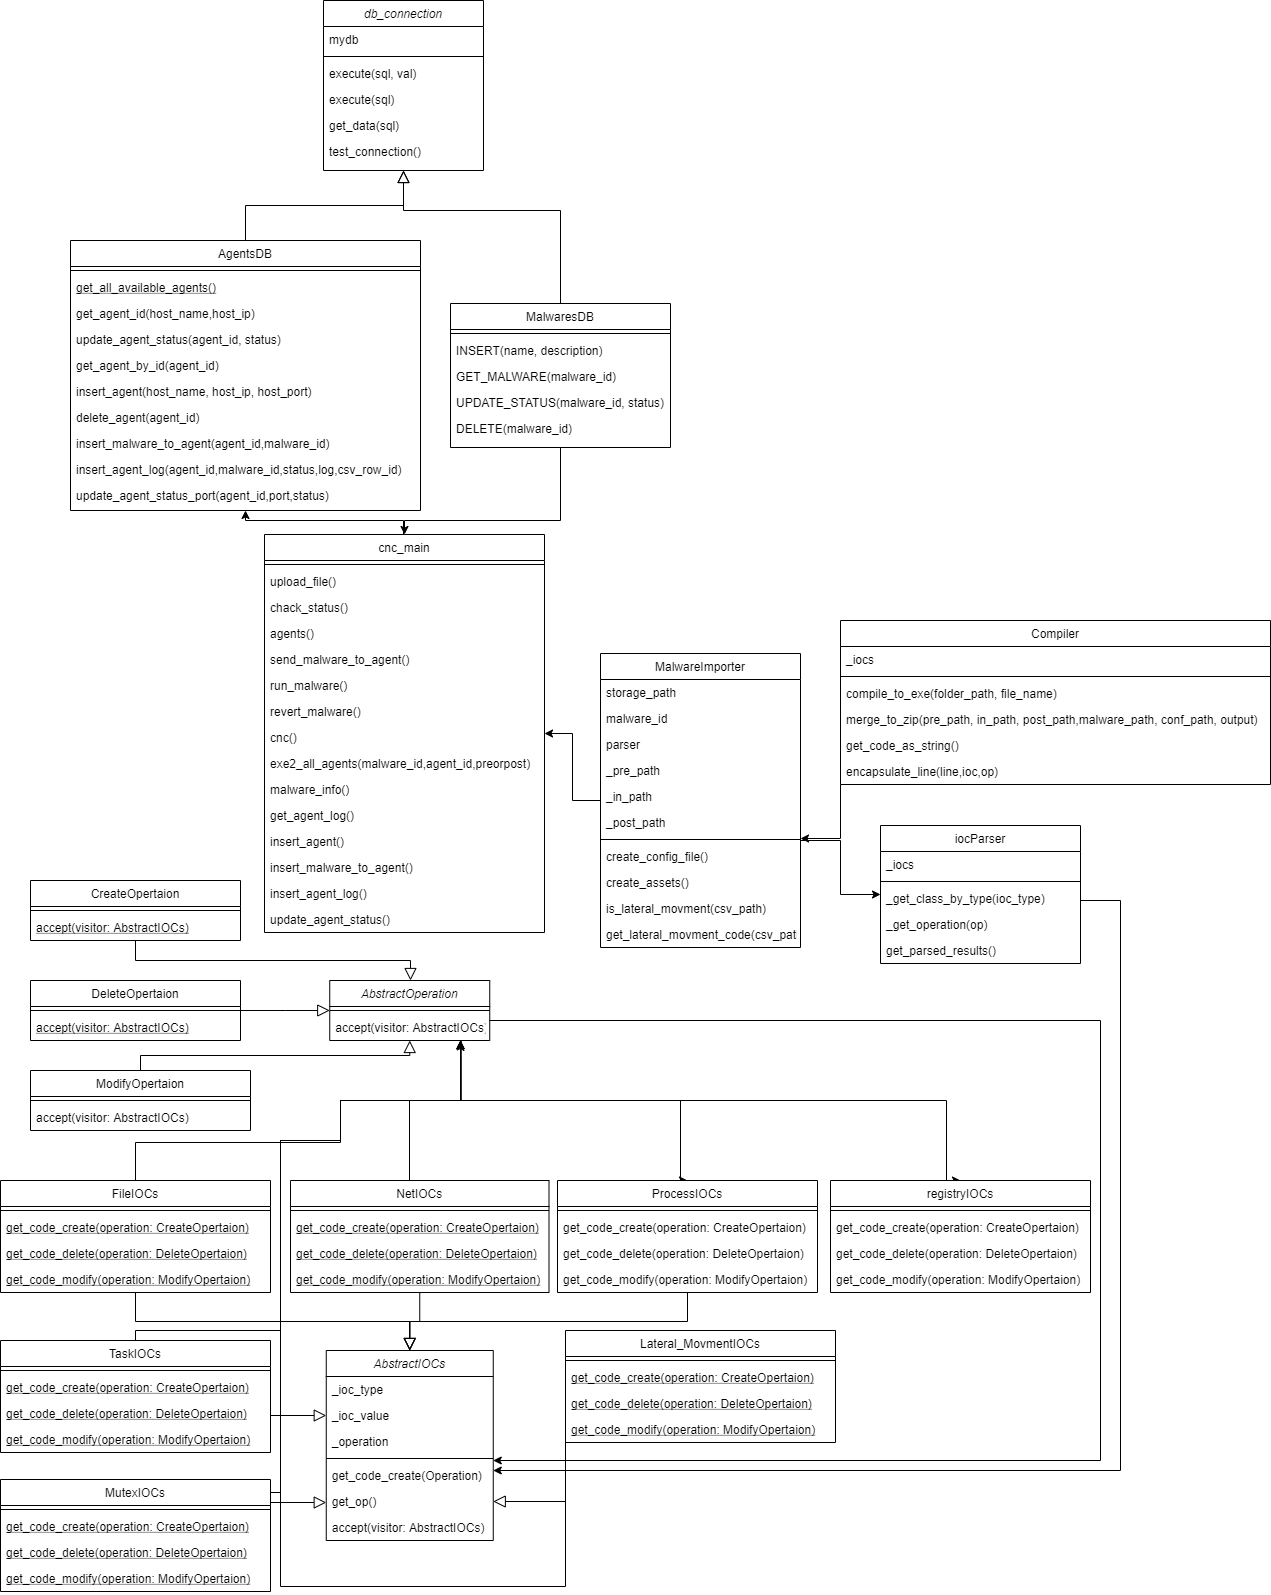 db_connection
mydb
execute(sql, val)
execute(sql)
get_data(sql)
test_connection()
AgentsDB
get_all_available_agents()
get_agent_id(host_name,host_ip)
update_agent_status(agent_id, status)
get_agent_by_id(agent_id)
insert_agent(host_name, host_ip, host_port)
delete_agent(agent_id)
insert_malware_to_agent(agent_id,malware_id)
insert_agent_log(agent_id,malware_id,status,log,csv_row_id)
update_agent_status_port(agent_id,port,status)
MalwaresDB
INSERT(name, description)
GET_MALWARE(malware_id)
UPDATE_STATUS(malware_id, status)
DELETE(malware_id)
cnc_main
upload_file()
chack_status()
agents()
send_malware_to_agent()
run_malware()
revert_malware()
cnc()
exe2_all_agents(malware_id,agent_id,preorpost)
malware_info()
get_agent_log()
insert_agent()
insert_malware_to_agent()
insert_agent_log()
update_agent_status()
MalwareImporter
storage_path
malware_id
parser
_pre_path
_in_path
_post_path
create_config_file()
create_assets()
is_lateral_movment(csv_path)
get_lateral_movment_code(csv_pat
Compiler
_iocs
compile_to_exe(folder_path, file_name)
merge_to_zip(pre_path, in_path, post_path,malware_path, conf_path, output)
get_code_as_string()
encapsulate_line(line,ioc,op)
iocParser
_iocs
_get_class_by_type(ioc_type)
_get_operation(op)
get_parsed_results()
CreateOpertaion
accept(visitor: AbstractIOCs)
DeleteOpertaion
accept(visitor: AbstractIOCs)
AbstractOperation
accept(visitor: AbstractIOCs
ModifyOpertaion
accept(visitor: AbstractIOCs)
FileIOCs
get_code_create(operation: CreateOpertaion)
get_code_delete(operation: DeleteOpertaion)
get_code_modify(operation: ModifyOpertaion)
NetIOCs
get_code_create(operation: CreateOpertaion)
get_code_delete(operation: DeleteOpertaion)
get_code_modify(operation: ModifyOpertaion)
ProcessIOCs
get_code_create(operation: CreateOpertaion)
get_code_delete(operation: DeleteOpertaion)
get_code_modify(operation: ModifyOpertaion)
registryIOCs
get_code_create(operation: CreateOpertaion)
get_code_delete(operation: DeleteOpertaion)
get_code_modify(operation: ModifyOpertaion)
TaskIOCs
get_code_create(operation: CreateOpertaion)
get_code_delete(operation: DeleteOpertaion)
get_code_modify(operation: ModifyOpertaion)
AbstractIOCs
_ioc_type
_ioc_value
_operation
get_code_create(Operation)
get_op()
accept(visitor: AbstractIOCs)
Lateral_MovmentIOCs
get_code_create(operation: CreateOpertaion)
get_code_delete(operation: DeleteOpertaion)
get_code_modify(operation: ModifyOpertaion)
MutexIOCs
get_code_create(operation: CreateOpertaion)
get_code_delete(operation: DeleteOpertaion)
get_code_modify(operation: ModifyOpertaion)